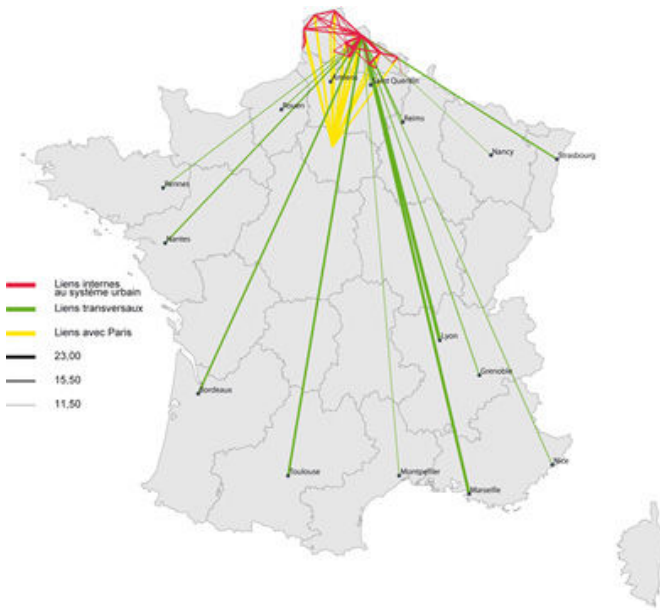 Amiens
Saint Quentin
Rouen
Reims
Nancy
Strasbourg
Rennes
Nantes
Liens internes
au système urbain
Liens transversaux
Liens avec Paris
23,00
15,50
11,50
Lyon
Grenoble
Bordeaux
Toulouse
Montpellier
Nice
Marseille